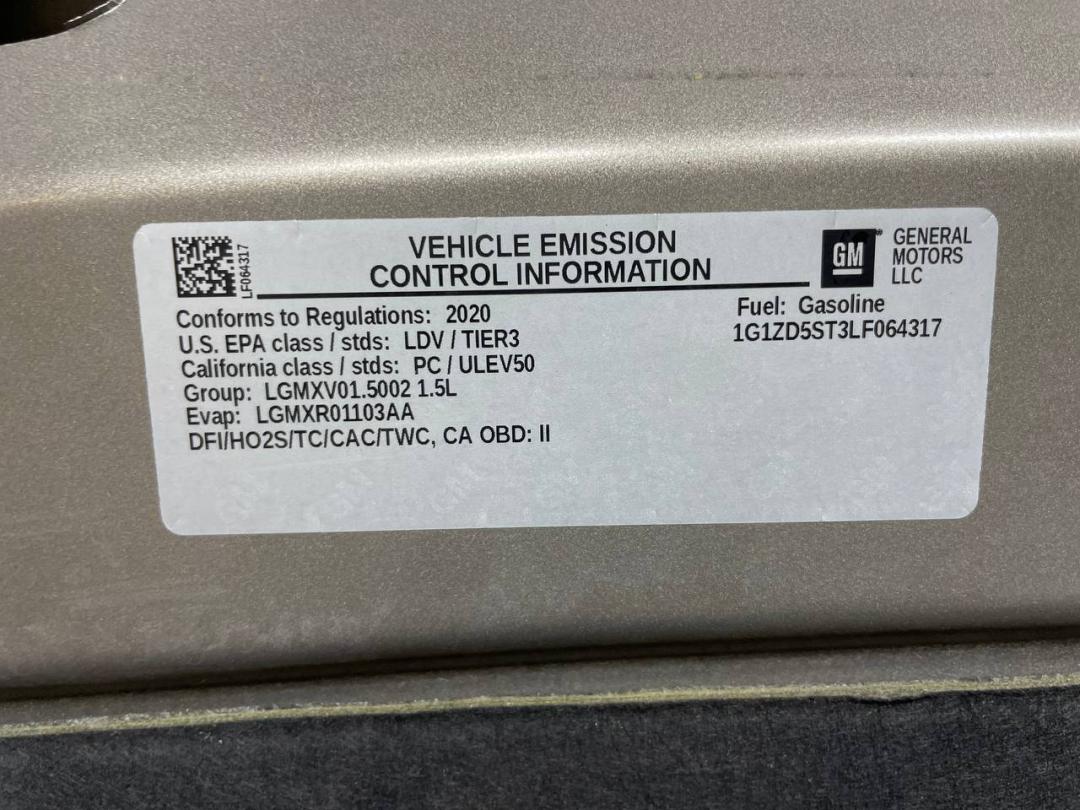 LF064317
VEHICLE EMISSION
CONTROL INFORMATION
GM
GENERAL
MOTORS
LLC
Conforms to Regulations: 2020
U.S. EPA class / stds: LDV / TIER3
California class / stds: PC / ULEV50
Group: LGMXV01.5002 1.5L
Evap: LGMXR01103AA
DFI/HO2S/TC/CAC/TWC, CA OBD: II
Fuel: Gasoline
1G1ZD5ST3LF064317